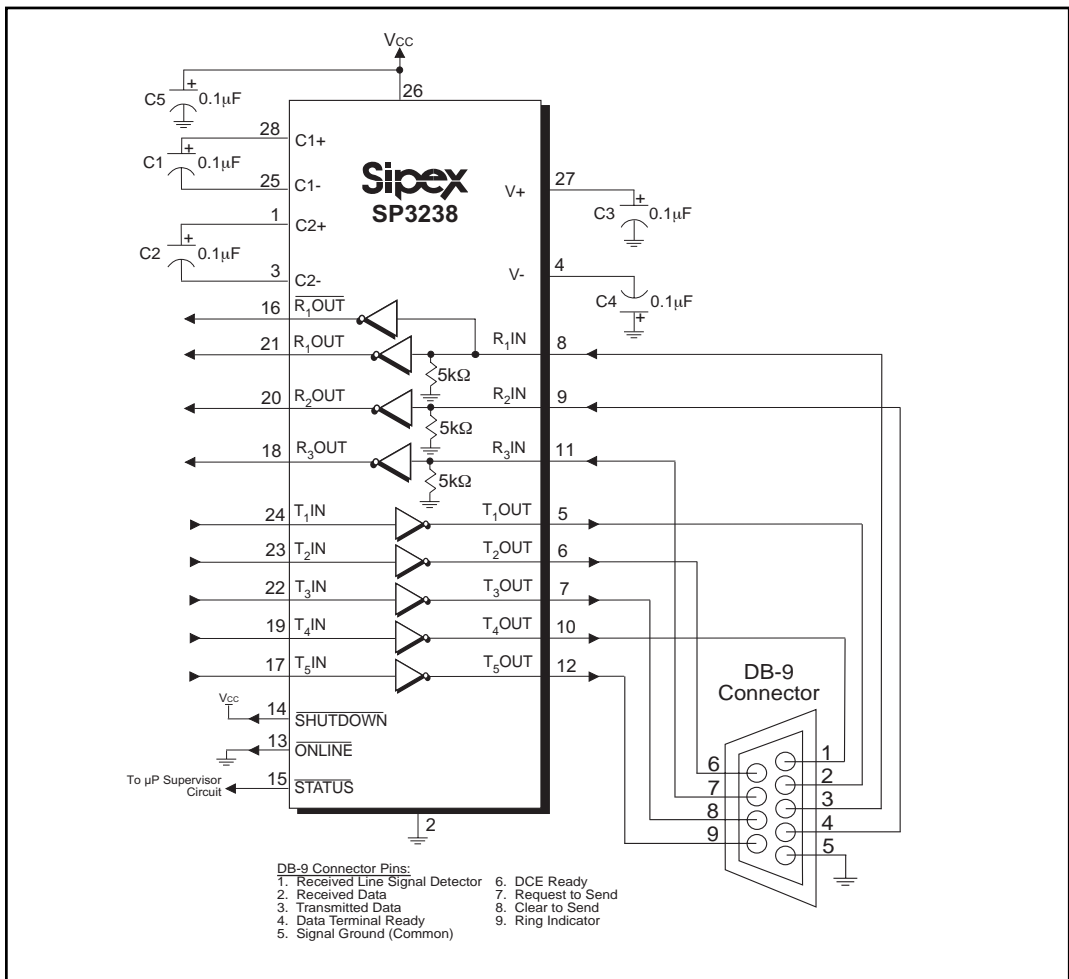 VCC
26
C5
+
0.1µF
28
C1+
C1
+
0.1µF
25
C1-
1
C2+
C2
+
0.1µF
3
C2-
Sipex
SP3238
V+
27
+
C3
0.1µF
V-
4
C4
0.1µF
+
16
R1OUT
21
R1OUT
R1IN
8
5kΩ
20
R2OUT
R2IN
9
5kΩ
18
R3OUT
R3IN
11
5kΩ
24
T1IN
T1OUT
5
23
T2IN
T2OUT
6
22
T3IN
T3OUT
7
19
T4IN
T4OUT
10
17
T5IN
T5OUT
12
VCC
14
SHUTDOWN
13
ONLINE
To µP Supervisor
Circuit
15
STATUS
2
DB-9
Connector
6
7
8
9
1
2
3
4
5
DB-9 Connector Pins:
1. Received Line Signal Detector
2. Received Data
3. Transmitted Data
4. Data Terminal Ready
5. Signal Ground (Common)
6. DCE Ready
7. Request to Send
8. Clear to Send
9. Ring Indicator